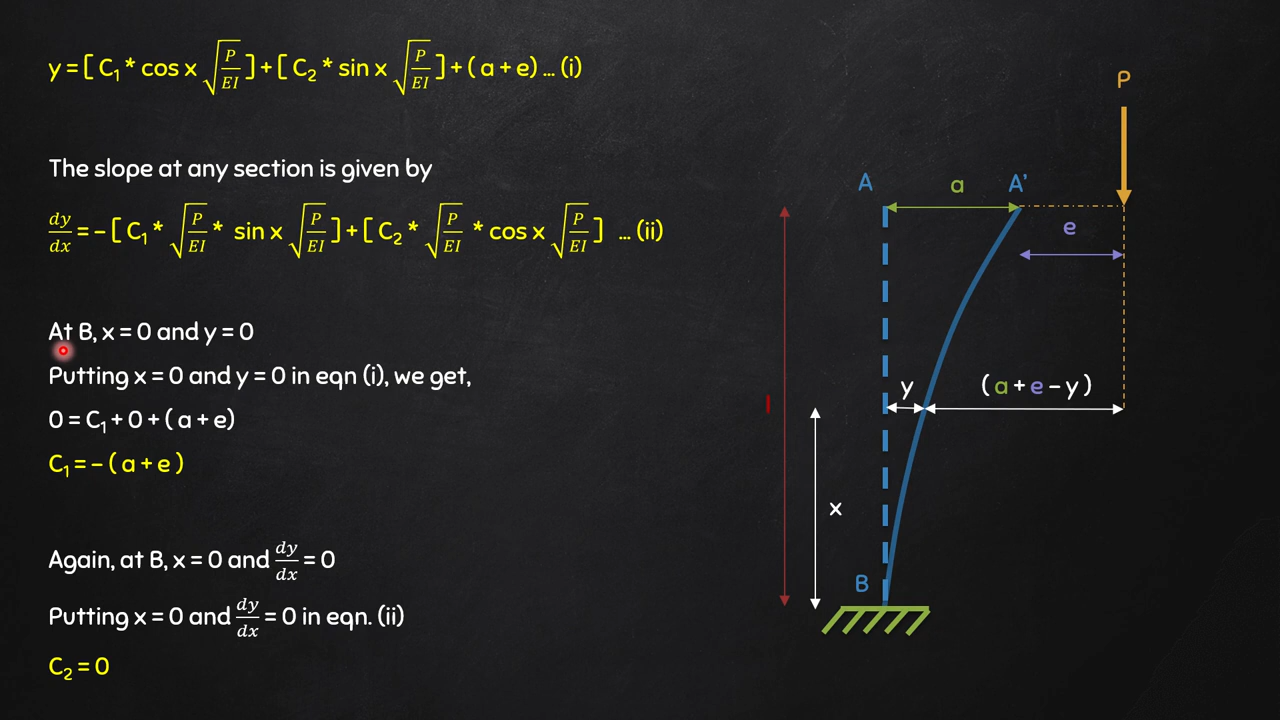 y = [ C₁ * cos x √(P/EI) ] + [ C₂ * sin x √(P/EI) ] + ( a + e) ... (i)
The slope at any section is given by
dy/dx = – [ C₁ * √(P/EI) * sin x √(P/EI) ] + [ C₂ * √(P/EI) * cos x √(P/EI) ] ... (ii)
At B, x = 0 and y = 0
Putting x = 0 and y = 0 in eqn (i), we get,
0 = C₁ + 0 + ( a + e)
C₁ = – ( a + e )
Again, at B, x = 0 and dy/dx = 0
Putting x = 0 and dy/dx = 0 in eqn. (ii)
C₂ = 0
P
A
a
A'
e
y
( a + e – y )
l
x
B